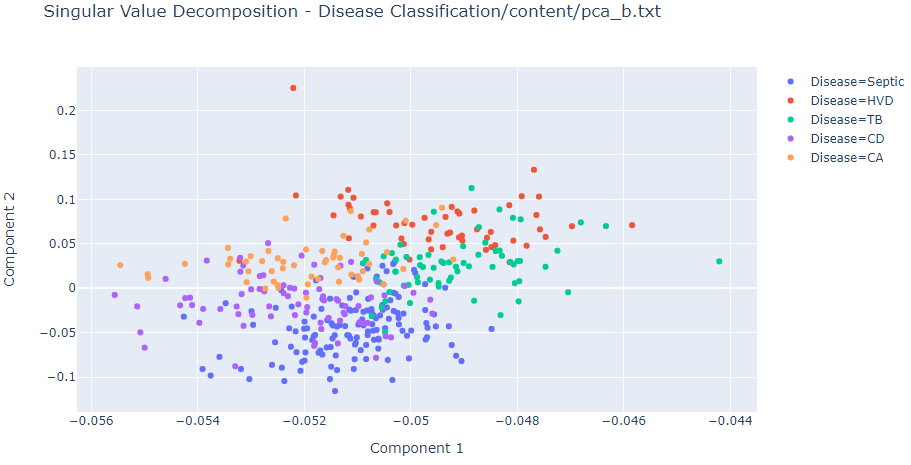 Singular Value Decomposition - Disease Classification/content/pca_b.txt
Disease=Septic
Disease=HVD
Disease=TB
Disease=CD
Disease=CA
Component 2
0.2
0.15
0.1
0.05
0
−0.05
−0.1
−0.056
−0.054
−0.052
−0.05
−0.048
−0.046
−0.044
Component 1